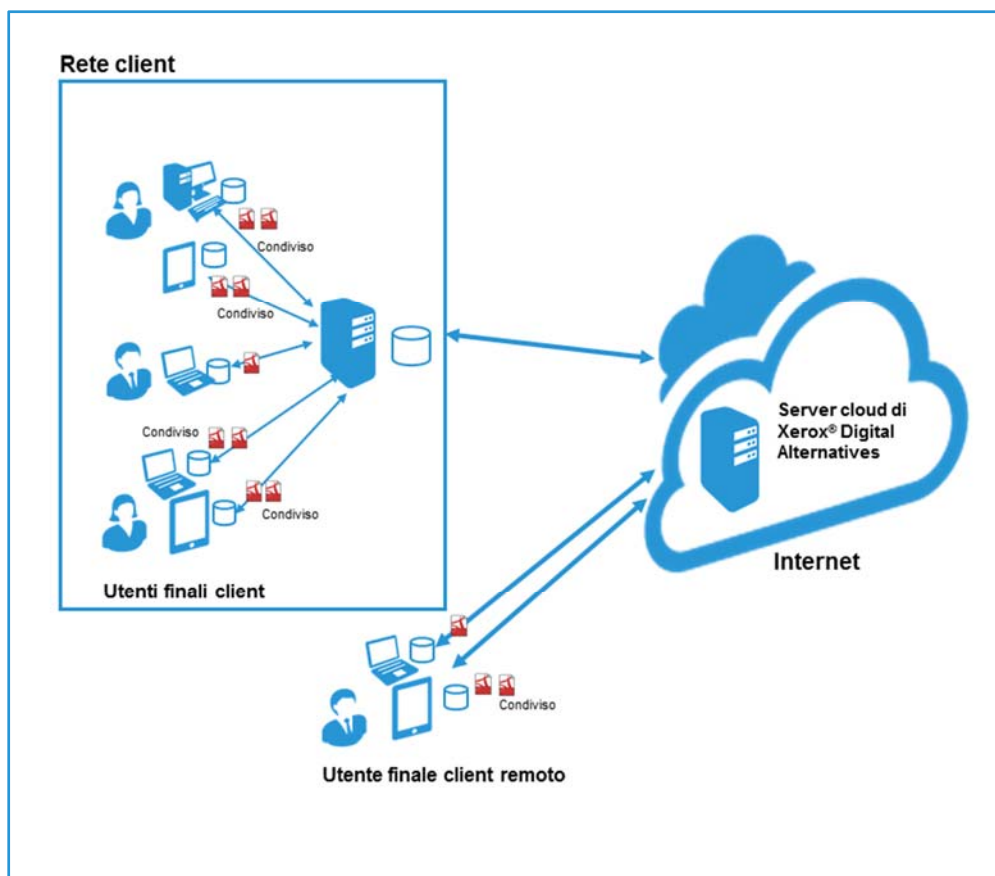 Rete client
Condiviso
Condiviso
Condiviso
Condiviso
Utenti finali client
Server cloud di
Xerox® Digital
Alternatives
Internet
Condiviso
Utente finale client remoto